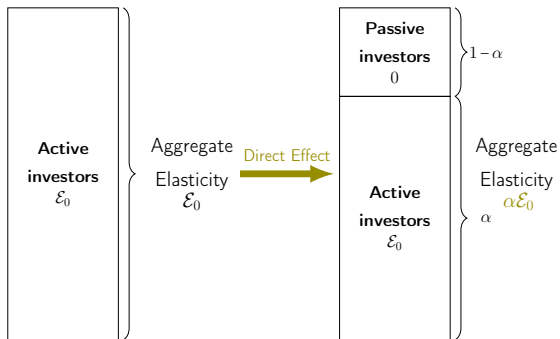 Active
investors
ℰ₀
Aggregate
Elasticity
ℰ₀
Direct Effect
Passive
investors
0
1−α
Active
investors
ℰ₀
α
Aggregate
Elasticity
αℰ₀